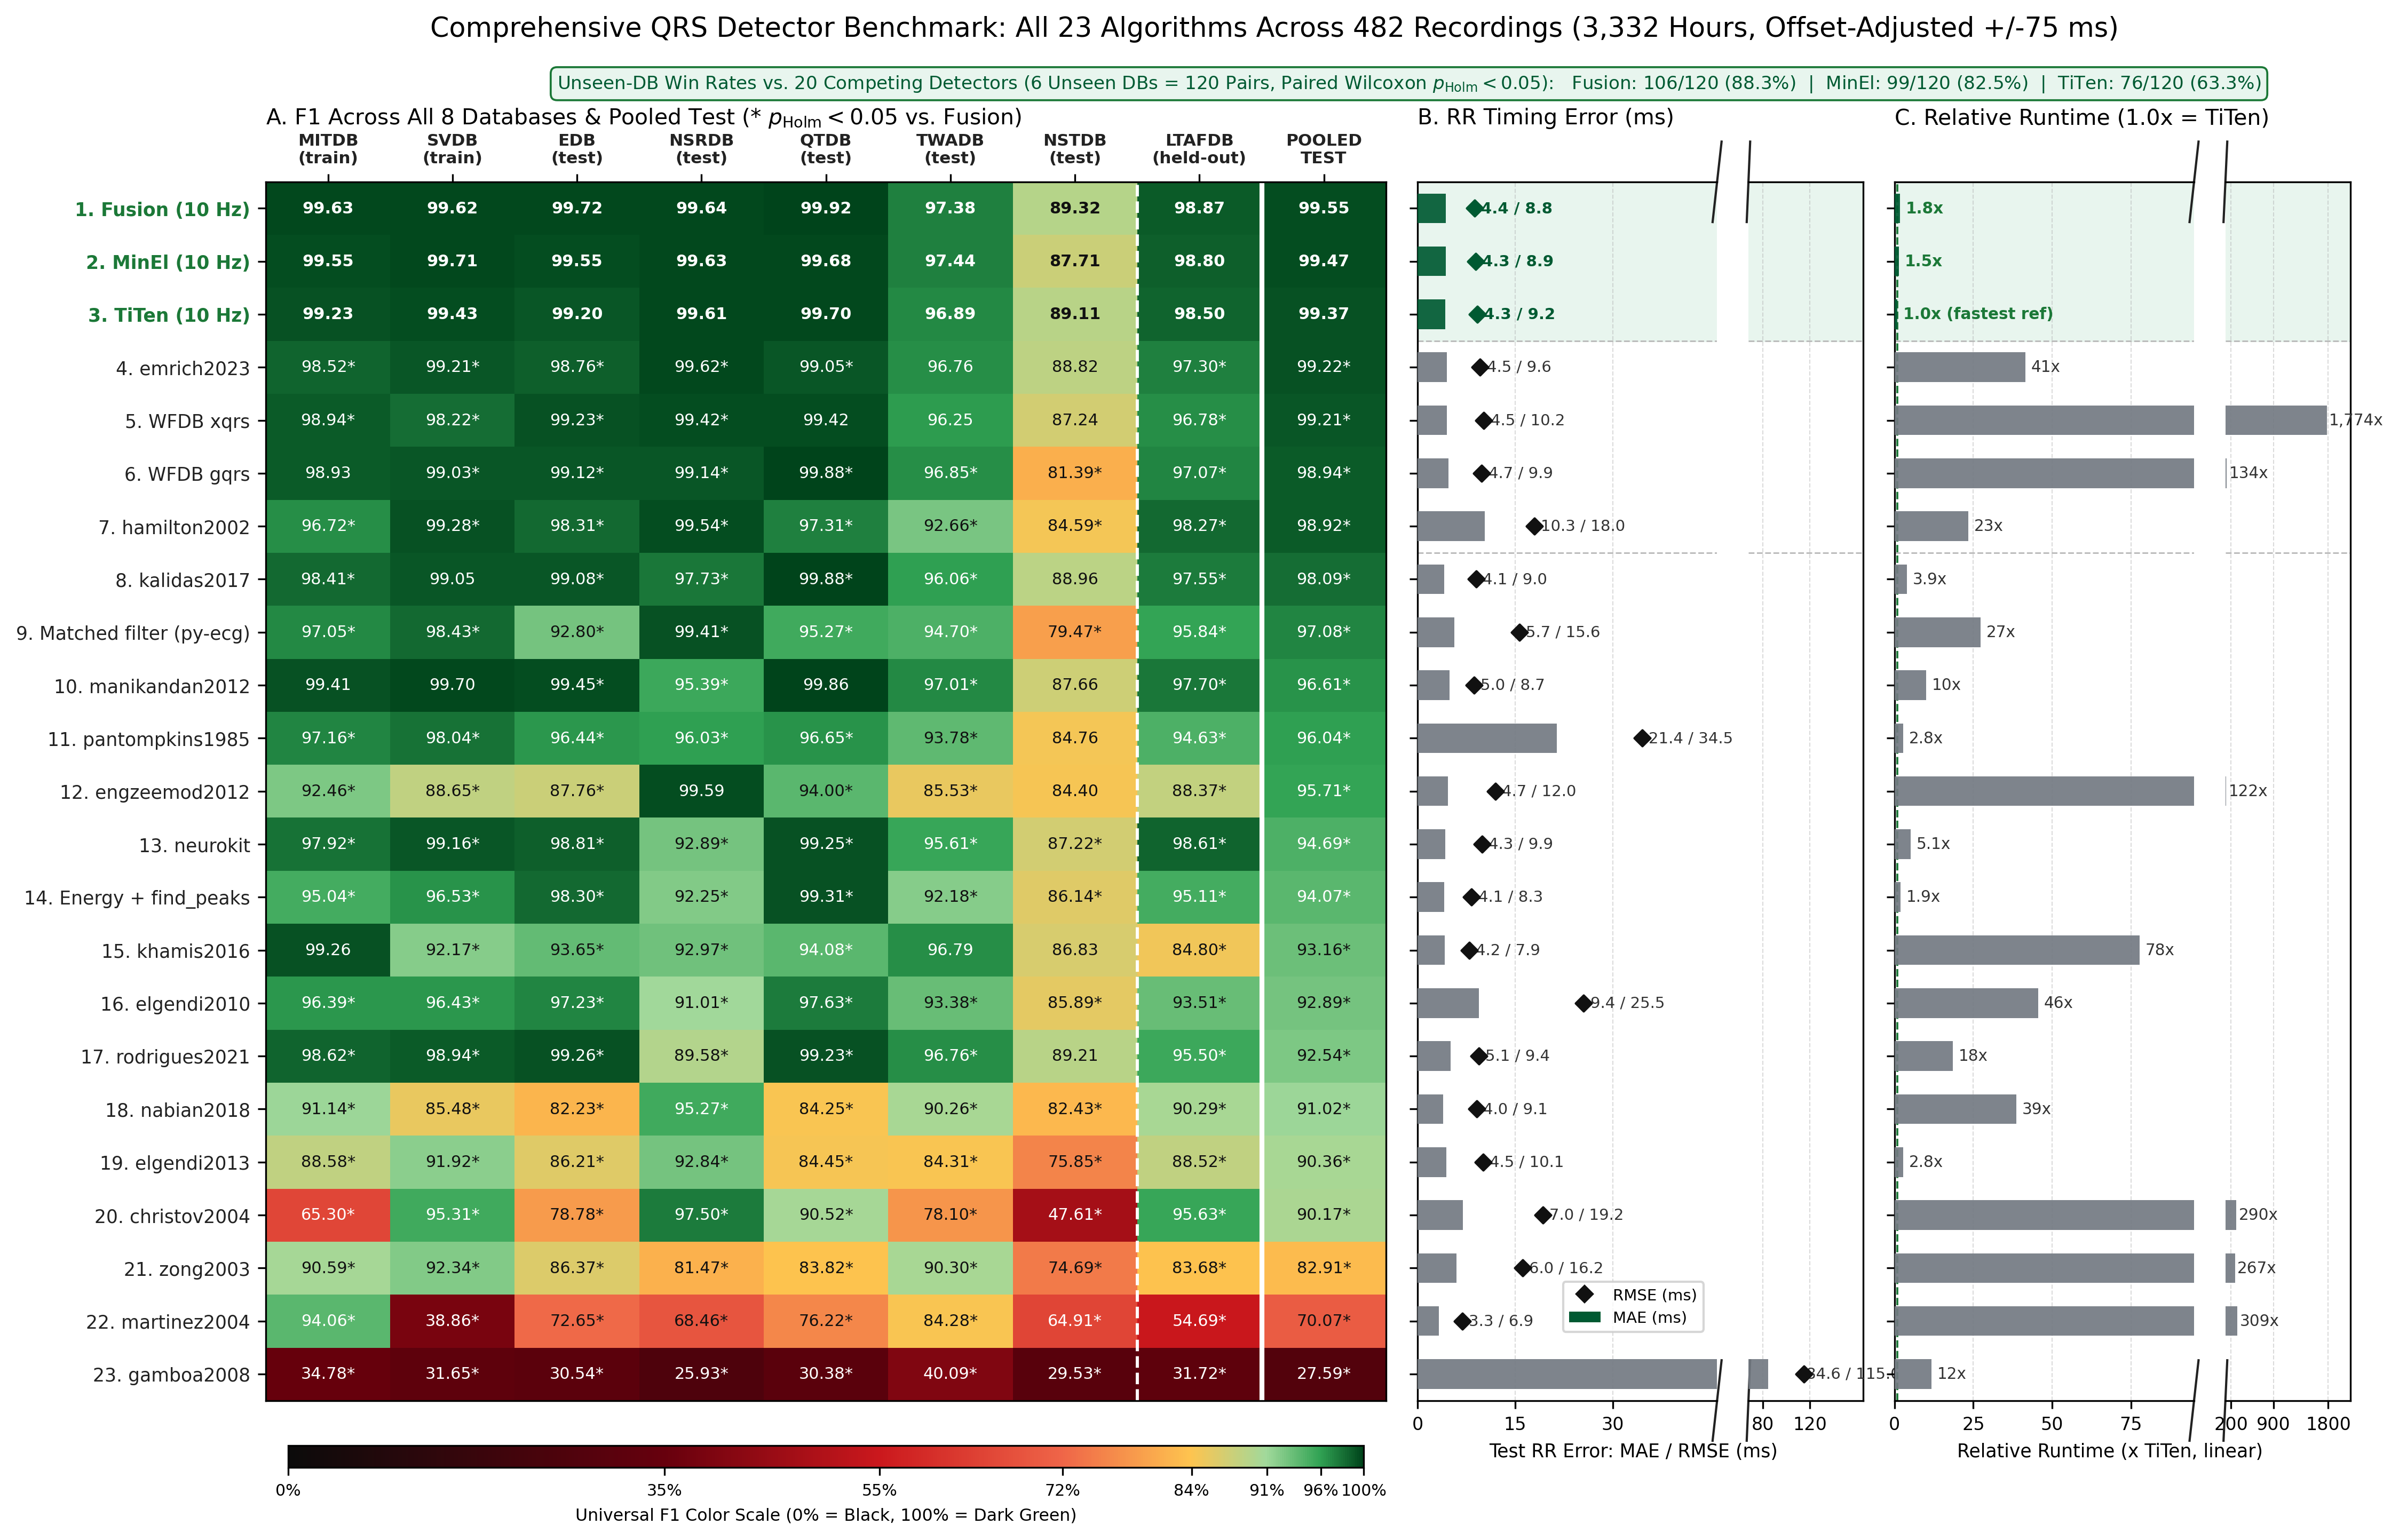 Comprehensive QRS Detector Benchmark: All 23 Algorithms Across 482 Recordings (3,332 Hours, Offset-Adjusted +/-75 ms)
Unseen-DB Win Rates vs. 20 Competing Detectors (6 Unseen DBs = 120 Pairs, Paired Wilcoxon pHolm < 0.05): Fusion: 106/120 (88.3%) | MinEl: 99/120 (82.5%) | TiTen: 76/120 (63.3%)
A. F1 Across All 8 Databases & Pooled Test (* pHolm < 0.05 vs. Fusion)
B. RR Timing Error (ms)
C. Relative Runtime (1.0x = TiTen)
MITDB SVDB EDB NSRDB QTDB TWADB NSTDB LTAFDB POOLED
(train) (train) (test) (test) (test) (test) (test) (held-out) TEST
1. Fusion (10 Hz) 99.63 99.62 99.72 99.64 99.92 97.38 89.32 98.87 99.55 4.4 / 8.8 1.8x
2. MinEl (10 Hz) 99.55 99.71 99.55 99.63 99.68 97.44 87.71 98.80 99.47 4.3 / 8.9 1.5x
3. TiTen (10 Hz) 99.23 99.43 99.20 99.61 99.70 96.89 89.11 98.50 99.37 4.3 / 9.2 1.0x (fastest ref)
4. emrich2023 98.52* 99.21* 98.76* 99.62* 99.05* 96.76 88.82 97.30* 99.22* 4.5 / 9.6 41x
5. WFDB xqrs 98.94* 98.22* 99.23* 99.42* 99.42 96.25 87.24 96.78* 99.21* 4.5 / 10.2 1,774x
6. WFDB gqrs 98.93 99.03* 99.12* 99.14* 99.88* 96.85* 81.39* 97.07* 98.94* 4.7 / 9.9 134x
7. hamilton2002 96.72* 99.28* 98.31* 99.54* 97.31* 92.66* 84.59* 98.27* 98.92* 10.3 / 18.0 23x
8. kalidas2017 98.41* 99.05 99.08* 97.73* 99.88* 96.06* 88.96 97.55* 98.09* 4.1 / 9.0 3.9x
9. Matched filter (py-ecg) 97.05* 98.43* 92.80* 99.41* 95.27* 94.70* 79.47* 95.84* 97.08* 5.7 / 15.6 27x
10. manikandan2012 99.41 99.70 99.45* 95.39* 99.86 97.01* 87.66 97.70* 96.61* 5.0 / 8.7 10x
11. pantompkins1985 97.16* 98.04* 96.44* 96.03* 96.65* 93.78* 84.76 94.63* 96.04* 21.4 / 34.5 2.8x
12. engzeemod2012 92.46* 88.65* 87.76* 99.59 94.00* 85.53* 84.40 88.37* 95.71* 4.7 / 12.0 122x
13. neurokit 97.92* 99.16* 98.81* 92.89* 99.25* 95.61* 87.22* 98.61* 94.69* 4.3 / 9.9 5.1x
14. Energy + find_peaks 95.04* 96.53* 98.30* 92.25* 99.31* 92.18* 86.14* 95.11* 94.07* 4.1 / 8.3 1.9x
15. khamis2016 99.26 92.17* 93.65* 92.97* 94.08* 96.79 86.83 84.80* 93.16* 4.2 / 7.9 78x
16. elgendi2010 96.39* 96.43* 97.23* 91.01* 97.63* 93.38* 85.89* 93.51* 92.89* 9.4 / 25.5 46x
17. rodrigues2021 98.62* 98.94* 99.26* 89.58* 99.23* 96.76* 89.21 95.50* 92.54* 5.1 / 9.4 18x
18. nabian2018 91.14* 85.48* 82.23* 95.27* 84.25* 90.26* 82.43* 90.29* 91.02* 4.0 / 9.1 39x
19. elgendi2013 88.58* 91.92* 86.21* 92.84* 84.45* 84.31* 75.85* 88.52* 90.36* 4.5 / 10.1 2.8x
20. christov2004 65.30* 95.31* 78.78* 97.50* 90.52* 78.10* 47.61* 95.63* 90.17* 7.0 / 19.2 290x
21. zong2003 90.59* 92.34* 86.37* 81.47* 83.82* 90.30* 74.69* 83.68* 82.91* 6.0 / 16.2 267x
22. martinez2004 94.06* 38.86* 72.65* 68.46* 76.22* 84.28* 64.91* 54.69* 70.07* 3.3 / 6.9 309x
23. gamboa2008 34.78* 31.65* 30.54* 25.93* 30.38* 40.09* 29.53* 31.72* 27.59* 12x
RMSE (ms)
MAE (ms)
0 15 30 80 120
Test RR Error: MAE / RMSE (ms)
0 25 50 75 200 900 1800
Relative Runtime (x TiTen, linear)
0% 35% 55% 72% 84% 91% 96% 100%
Universal F1 Color Scale (0% = Black, 100% = Dark Green)